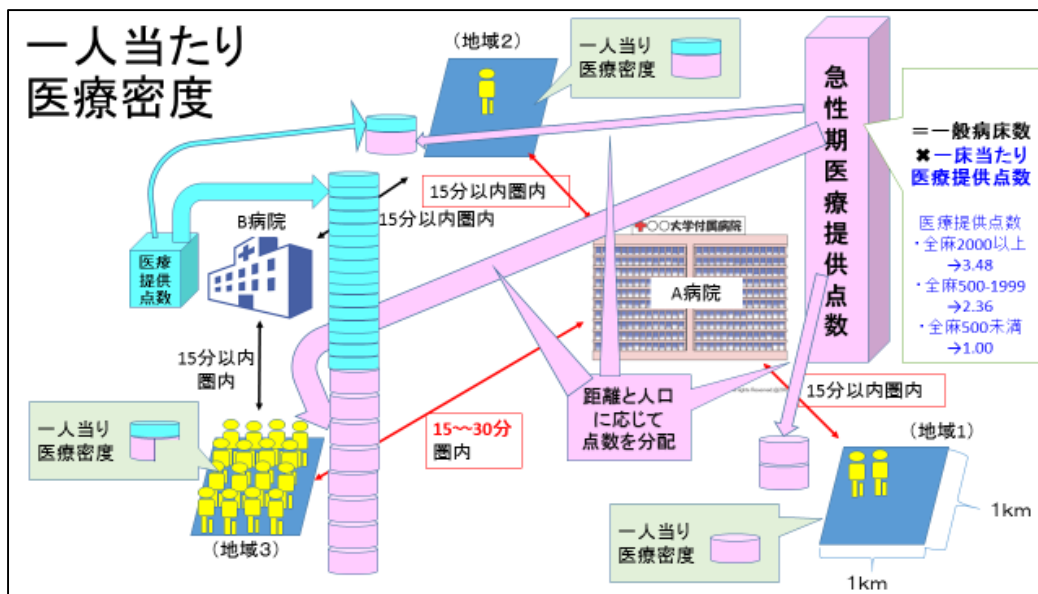 一人当たり
医療密度
(地域2)
一人当り
医療密度
急性期医療提供点数
=一般病床数
✖一床当たり
医療提供点数
医療提供点数
・全麻2000以上
→3.48
・全麻500-1999
→2.36
・全麻500未満
→1.00
15分以内圏内
15分以内圏内
B病院
医療
提供
点数
○○大学付属病院
A病院
15分以内
圏内
距離と人口
に応じて
点数を分配
15分以内圏内
15~~30分
圏内
一人当り
医療密度
(地域3)
(地域1)
1km
1km
一人当り
医療密度